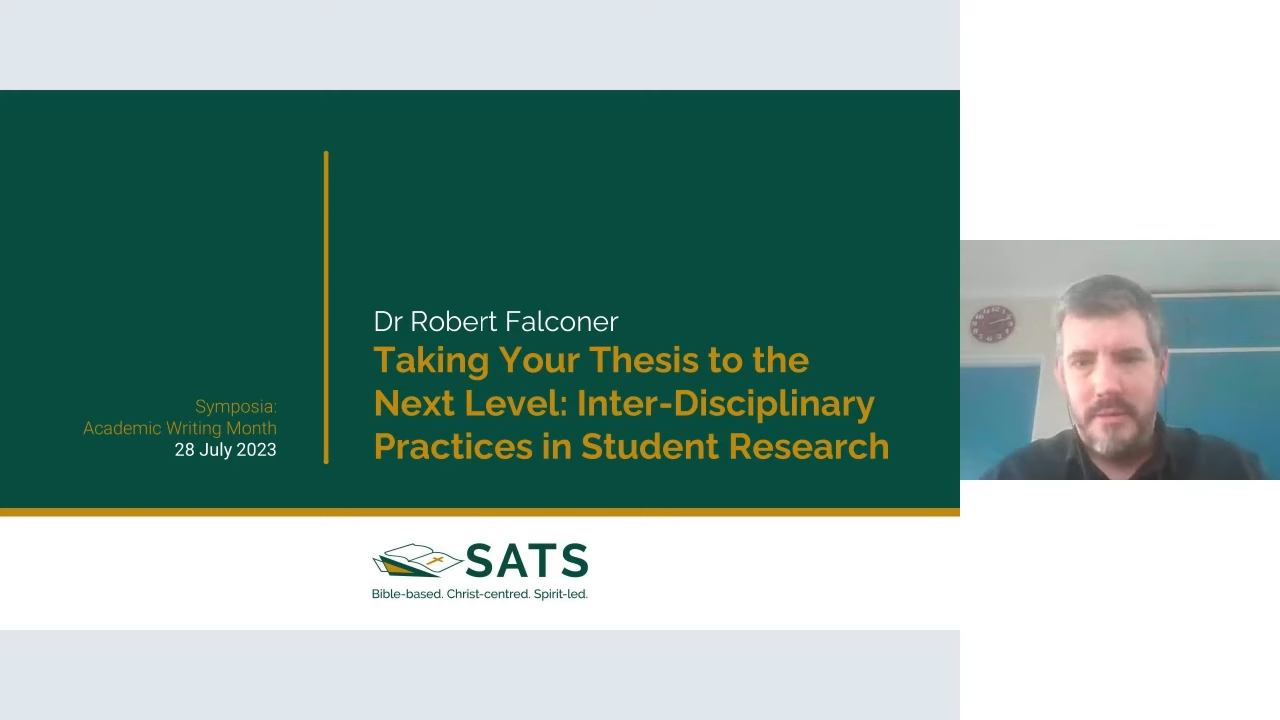 Symposia:
Academic Writing Month
28 July 2023
Dr Robert Falconer
Taking Your Thesis to the
Next Level: Inter-Disciplinary
Practices in Student Research
SATS
Bible-based. Christ-centred. Spirit-led.